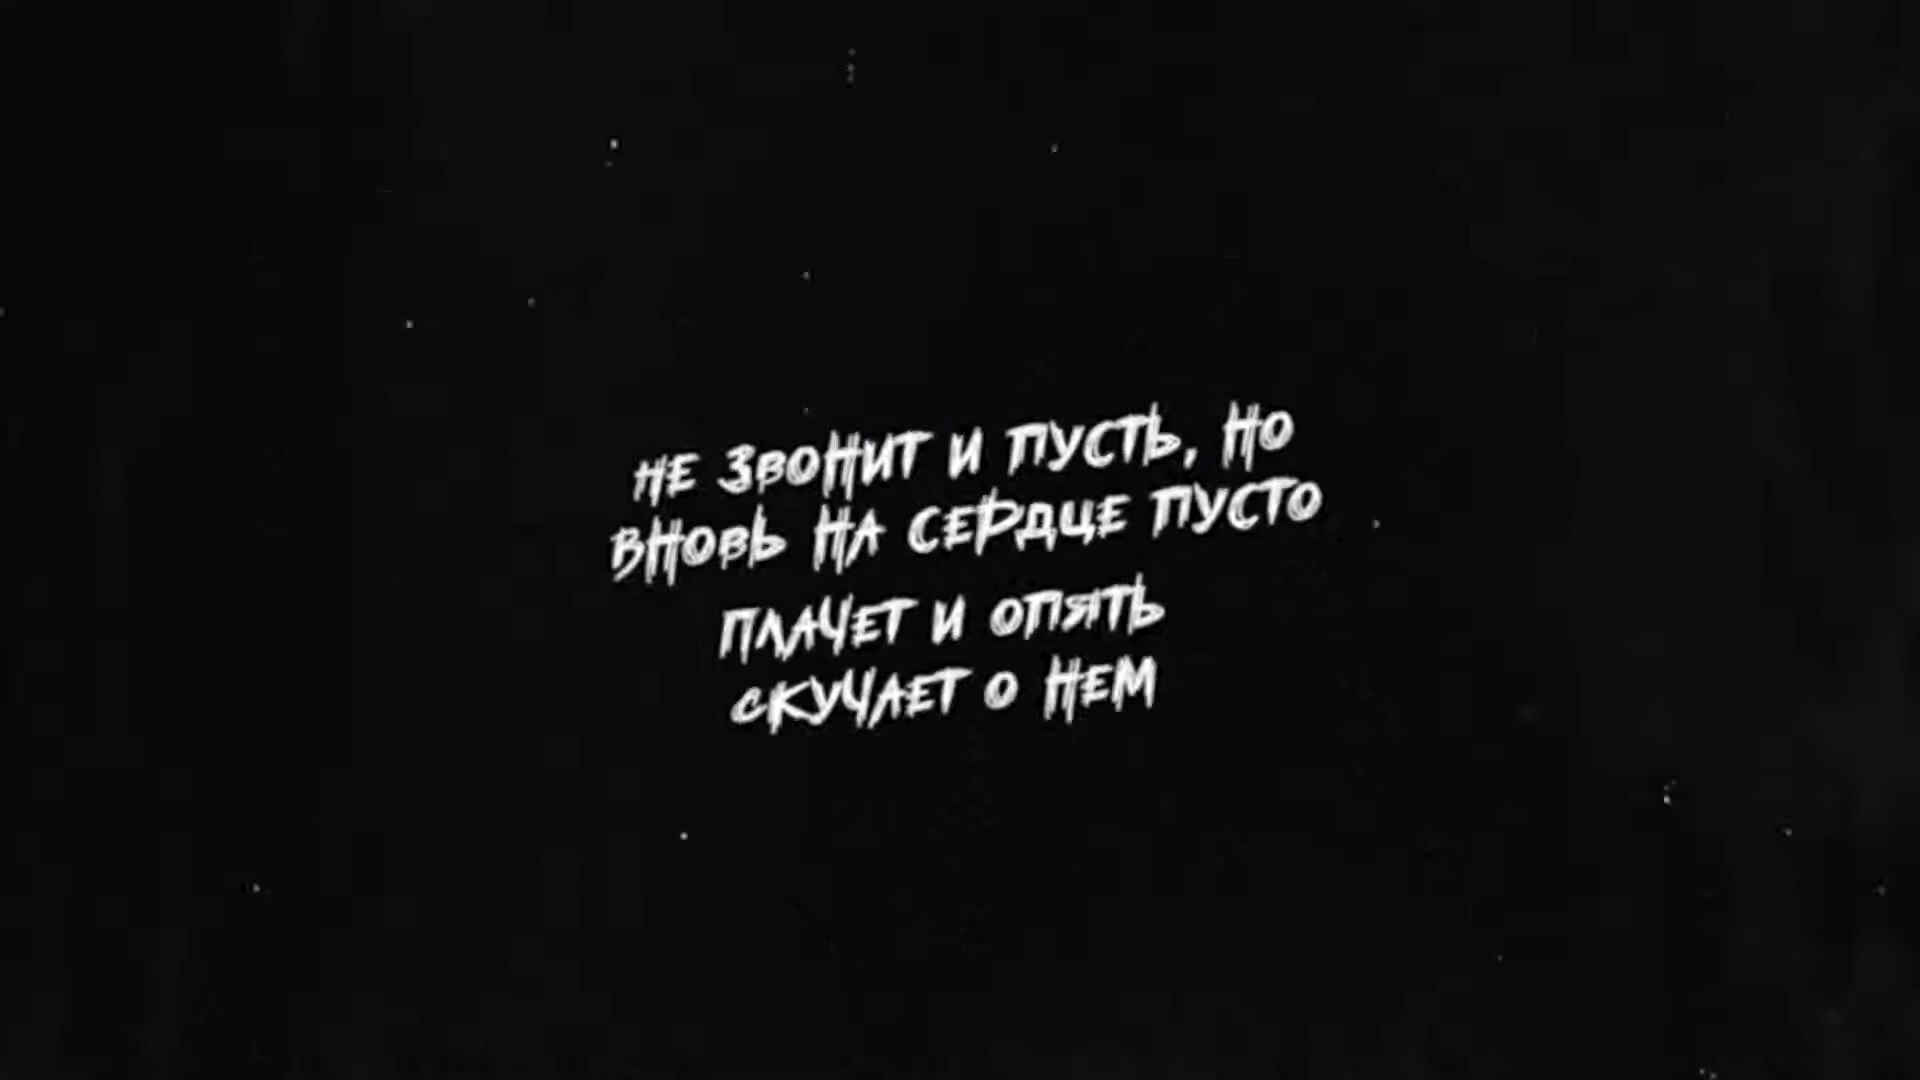 НЕ ЗВОНИТ И ПУСТЬ, НО
ВНОВЬ НА СЕРДЦЕ ПУСТО
ПЛАЧЕТ И ОПЯТЬ
СКУЧАЕТ О НЕМ